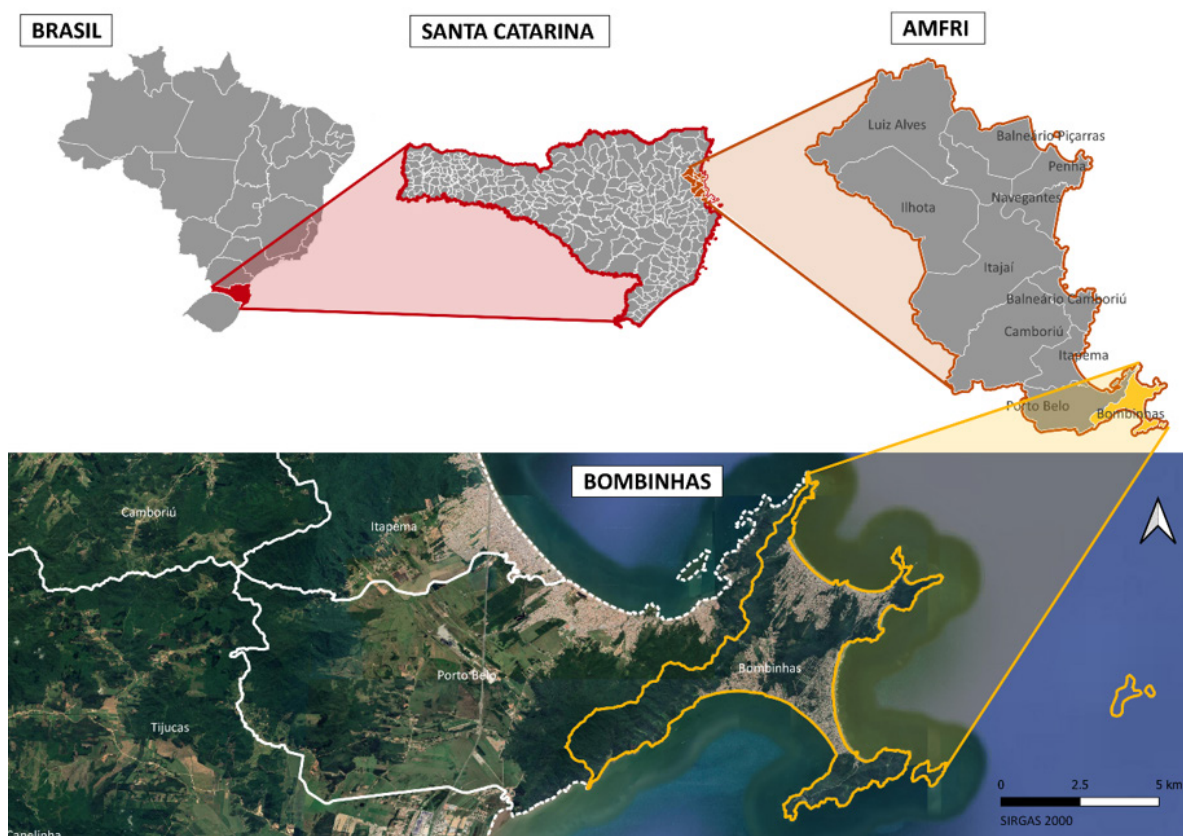 BRASIL
SANTA CATARINA
AMFRI
Luiz Alves
Balneário Piçarras
Penha
Navegantes
Ilhota
Itajaí
Balneário Camboriú
Camboriú
Itapema
Porto Belo
Bombinhas
BOMBINHAS
Camboriú
Itapema
Bombinhas
Porto Belo
Tijucas
Canelinha
0 2.5 5 km
SIRGAS 2000